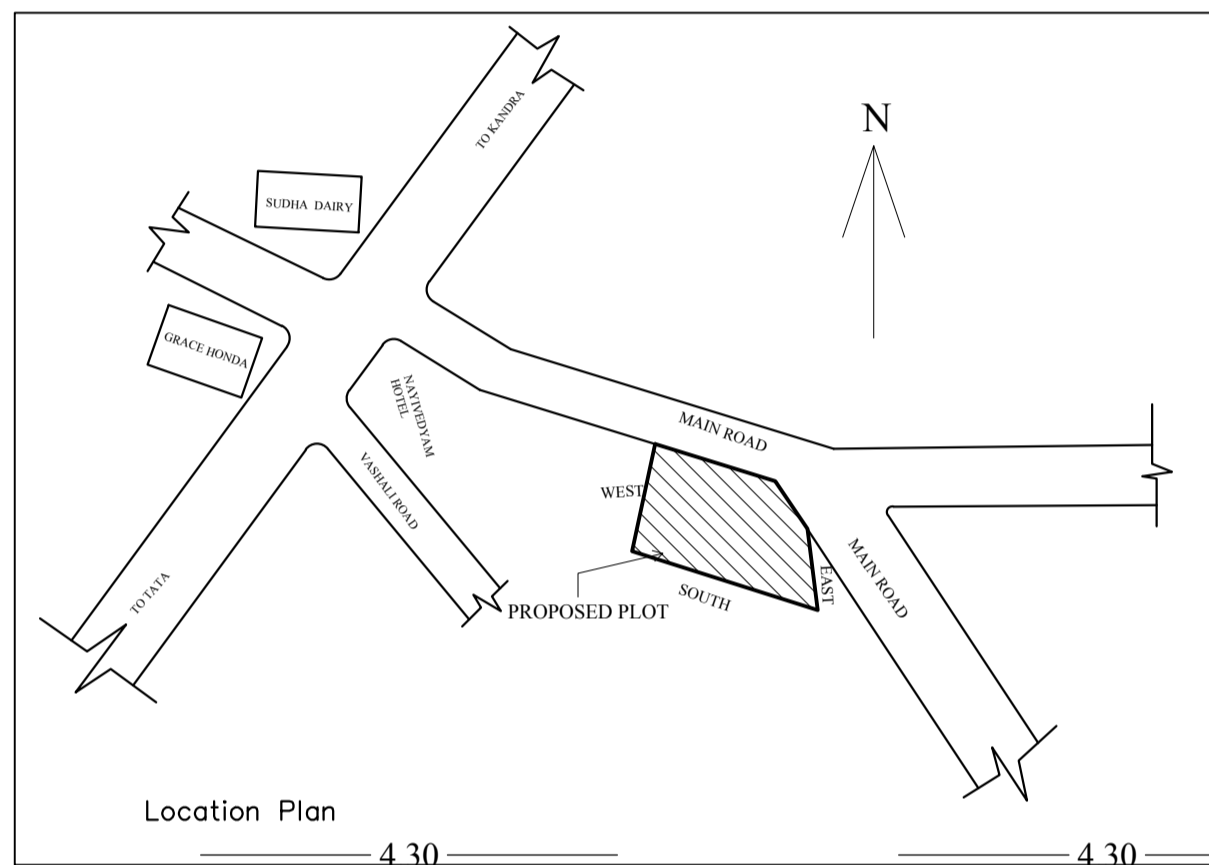 TO KANDRA
N
SUDHA DAIRY
GRACE HONDA
NAYIVEDYAM
HOTEL
MAIN ROAD
VASHALI ROAD
WEST
MAIN ROAD
EAST
TO TATA
SOUTH
PROPOSED PLOT
Location Plan
4.30
4.30